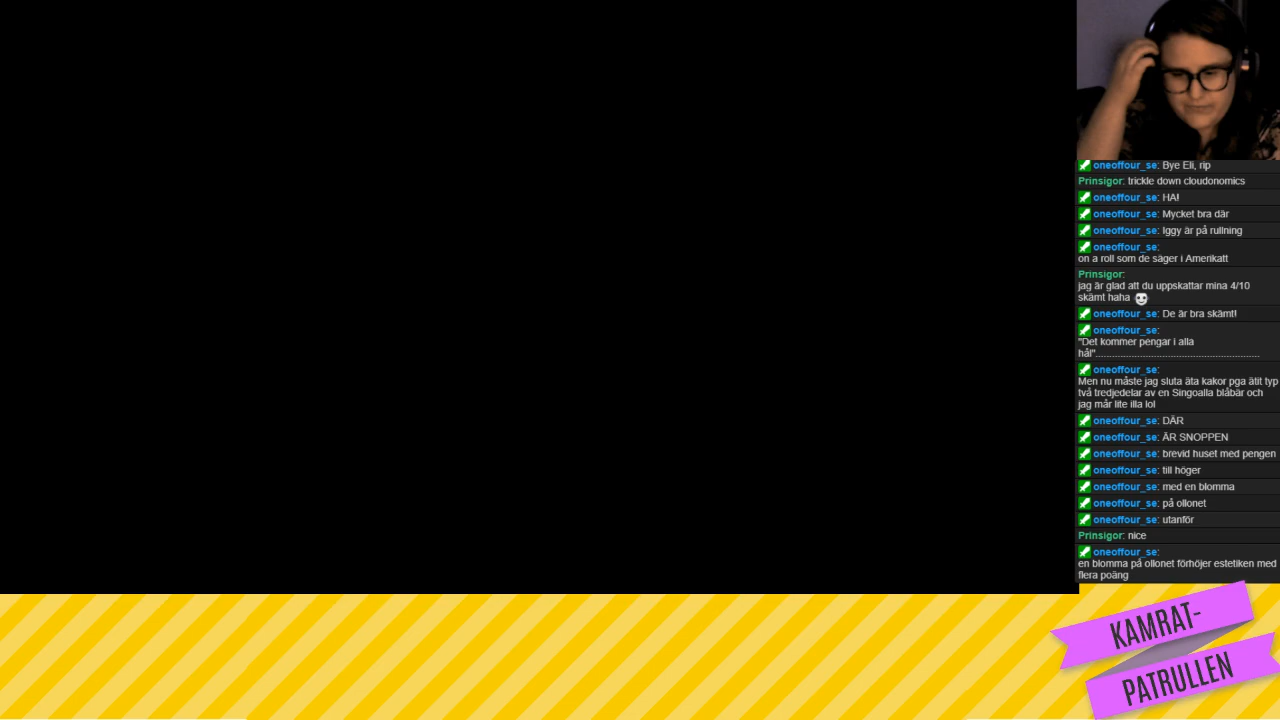 oneoffour_se: Bye Eli, rip
Prinsigor: trickle down cloudonomics
oneoffour_se: HA!
oneoffour_se: Mycket bra där
oneoffour_se: Iggy är på rullning
oneoffour_se:
on a roll som de säger i Amerikatt
Prinsigor:
jag är glad att du uppskattar mina 4/10
skämt haha
oneoffour_se: De är bra skämt!
oneoffour_se:
"Det kommer pengar i alla
hål"............................................................
oneoffour_se:
Men nu måste jag sluta äta kakor pga ätit typ
två tredjedelar av en Singoalla blåbär och
jag mår lite illa lol
oneoffour_se: DÄR
oneoffour_se: ÄR SNOPPEN
oneoffour_se: brevid huset med pengen
oneoffour_se: till höger
oneoffour_se: med en blomma
oneoffour_se: på ollonet
oneoffour_se: utanför
Prinsigor: nice
oneoffour_se:
en blomma på ollonet förhöjer estetiken med
flera poäng
KAMRAT-
PATRULLEN